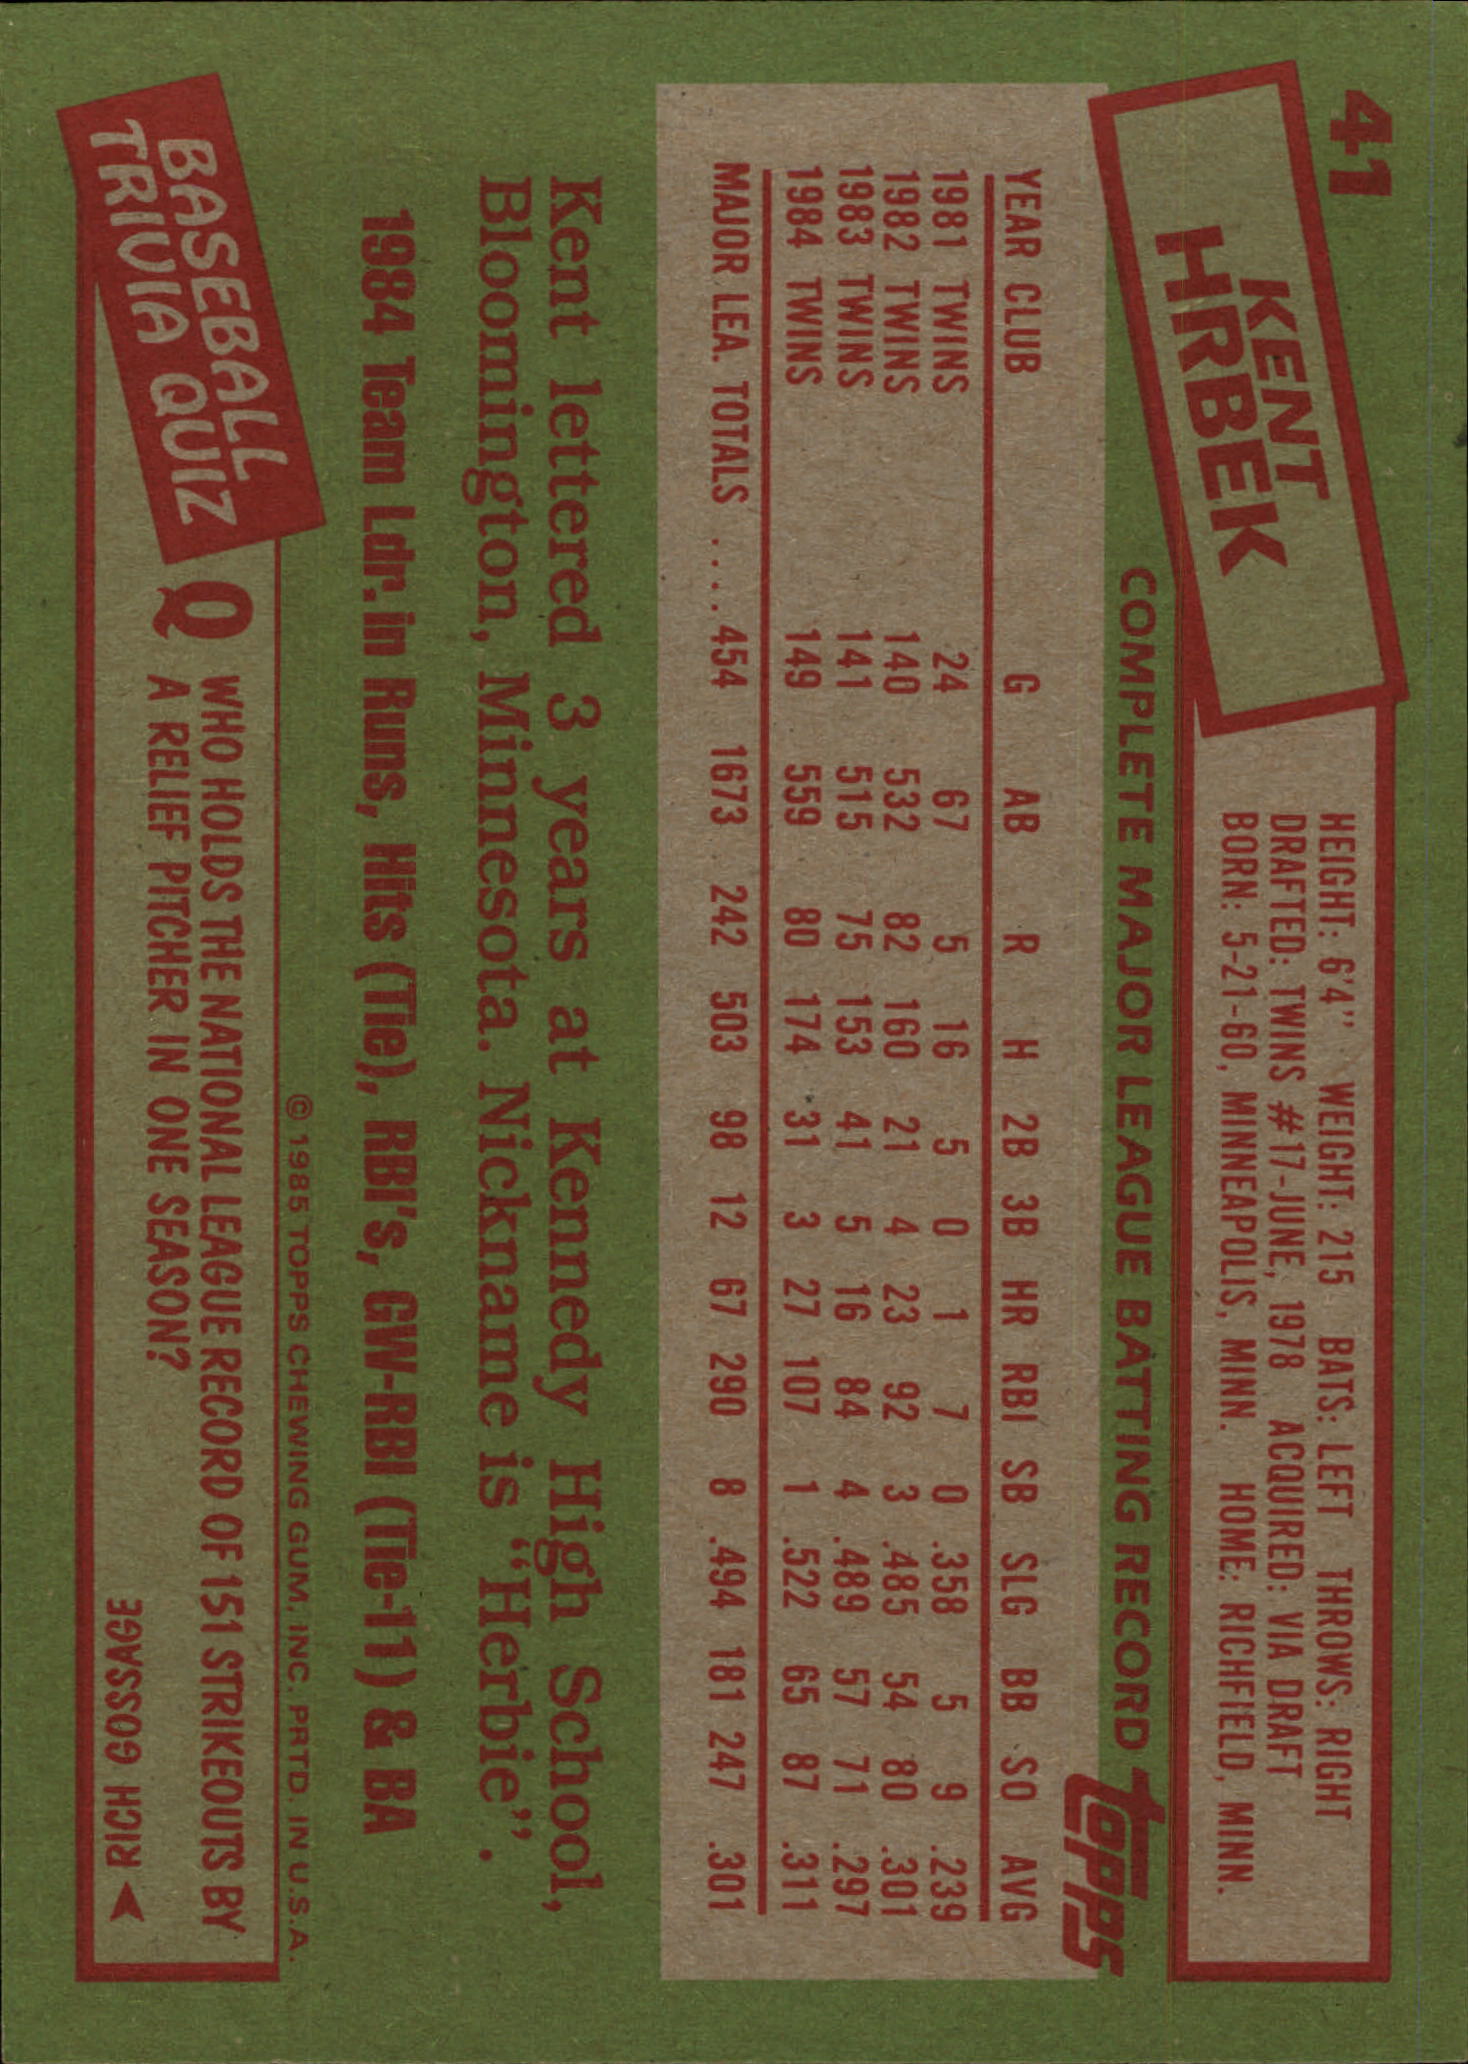 41
KENT
HRBEK
HEIGHT: 6'4" WEIGHT: 215 BATS: LEFT THROWS: RIGHT
DRAFTED: TWINS #17-JUNE, 1978 ACQUIRED: VIA DRAFT
BORN: 5-21-60, MINNEAPOLIS, MINN. HOME: RICHFIELD, MINN.
COMPLETE MAJOR LEAGUE BATTING RECORD
topps
YEAR CLUB G AB R H 2B 3B HR RBI SB SLG BB SO AVG
1981 TWINS 24 67 5 16 5 0 1 7 0 .358 5 9 .239
1982 TWINS 140 532 82 160 21 4 23 92 3 .485 54 80 .301
1983 TWINS 141 515 75 153 41 5 16 84 4 .489 57 71 .297
1984 TWINS 149 559 80 174 31 3 27 107 1 .522 65 87 .311
MAJOR LEA. TOTALS .... 454 1673 242 503 98 12 67 290 8 .494 181 247 .301
Kent lettered 3 years at Kennedy High School,
Bloomington, Minnesota. Nickname is "Herbie".
1984 Team Ldr. in Runs, Hits (Tie), RBI's, GW-RBI (Tie-11) & BA
© 1985 TOPPS CHEWING GUM, INC. PRTD. IN U.S.A.
BASEBALL
TRIVIA QUIZ
Q WHO HOLDS THE NATIONAL LEAGUE RECORD OF 151 STRIKEOUTS BY
A RELIEF PITCHER IN ONE SEASON?
RICH GOSSAGE